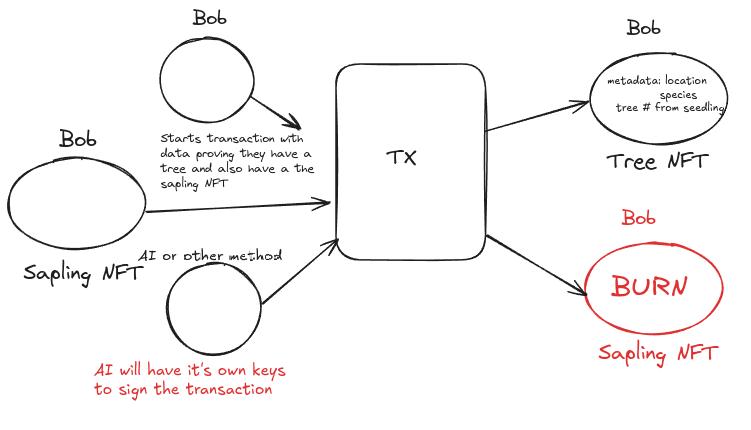 Bob
Starts transaction with
data proving they have a
tree and also have a the
sapling NFT
Bob
Sapling NFT
AI or other method
AI will have it's own keys
to sign the transaction
TX
Bob
metadata: location
species
tree # from seedling
Tree NFT
Bob
BURN
Sapling NFT